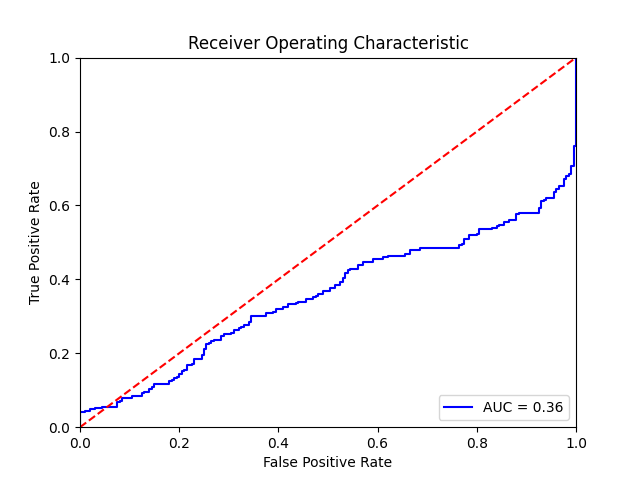 Receiver Operating Characteristic
1.0
0.8
0.6
0.4
0.2
0.0
True Positive Rate
AUC = 0.36
0.0 0.2 0.4 0.6 0.8 1.0
False Positive Rate